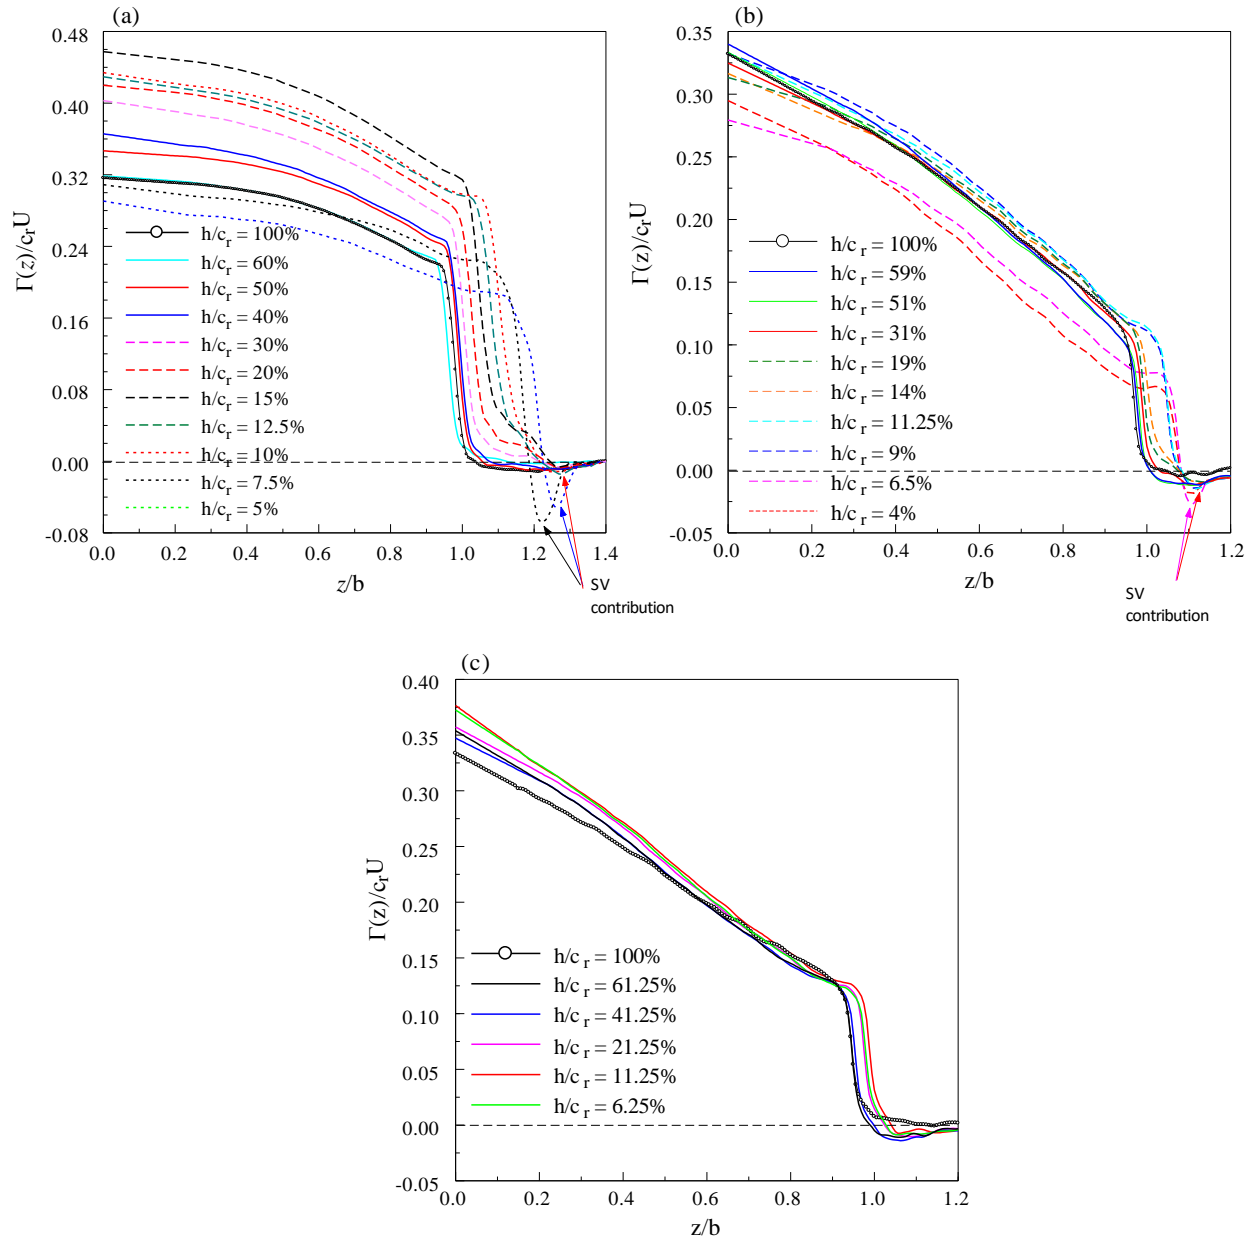 (a)
0.48
0.40
0.32
0.24
0.16
0.08
0.00
-0.08
Γ(z)/c_rU
h/c_r = 100%
h/c_r = 60%
h/c_r = 50%
h/c_r = 40%
h/c_r = 30%
h/c_r = 20%
h/c_r = 15%
h/c_r = 12.5%
h/c_r = 10%
h/c_r = 7.5%
h/c_r = 5%
0.0 0.2 0.4 0.6 0.8 1.0 1.2 1.4
z/b
SV
contribution
(b)
0.35
0.30
0.25
0.20
0.15
0.10
0.05
0.00
-0.05
Γ(z)/c_rU
h/c_r = 100%
h/c_r = 59%
h/c_r = 51%
h/c_r = 31%
h/c_r = 19%
h/c_r = 14%
h/c_r = 11.25%
h/c_r = 9%
h/c_r = 6.5%
h/c_r = 4%
0.0 0.2 0.4 0.6 0.8 1.0 1.2
z/b
SV
contribution
(c)
0.40
0.35
0.30
0.25
0.20
0.15
0.10
0.05
0.00
-0.05
Γ(z)/c_rU
h/c_r = 100%
h/c_r = 61.25%
h/c_r = 41.25%
h/c_r = 21.25%
h/c_r = 11.25%
h/c_r = 6.25%
0.0 0.2 0.4 0.6 0.8 1.0 1.2
z/b